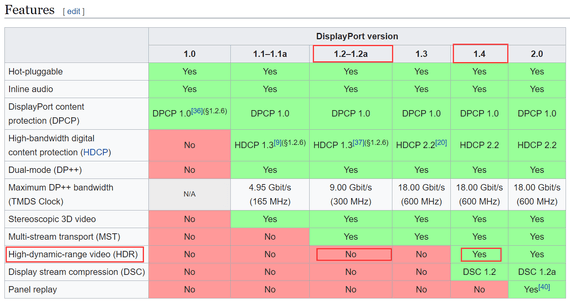 Features [ edit ]
DisplayPort version
1.0 1.1–1.1a 1.2–1.2a 1.3 1.4 2.0
Hot-pluggable Yes Yes Yes Yes Yes Yes
Inline audio Yes Yes Yes Yes Yes Yes
DisplayPort content
protection (DPCP) DPCP 1.0[36](§1.2.6) DPCP 1.0 DPCP 1.0 DPCP 1.0 DPCP 1.0 DPCP 1.0
High-bandwidth digital
content protection (HDCP) No HDCP 1.3[9](§1.2.6) HDCP 1.3[37](§1.2.6) HDCP 2.2[20] HDCP 2.2 HDCP 2.2
Dual-mode (DP++) No Yes Yes Yes Yes Yes
Maximum DP++ bandwidth
(TMDS Clock) N/A 4.95 Gbit/s 9.00 Gbit/s 18.00 Gbit/s 18.00 Gbit/s 18.00 Gbit/s
(165 MHz) (300 MHz) (600 MHz) (600 MHz) (600 MHz)
Stereoscopic 3D video No Yes Yes Yes Yes Yes
Multi-stream transport (MST) No No Yes Yes Yes Yes
High-dynamic-range video (HDR) No No No No Yes Yes
Display stream compression (DSC) No No No No DSC 1.2 DSC 1.2a
Panel replay No No No No No Yes[40]